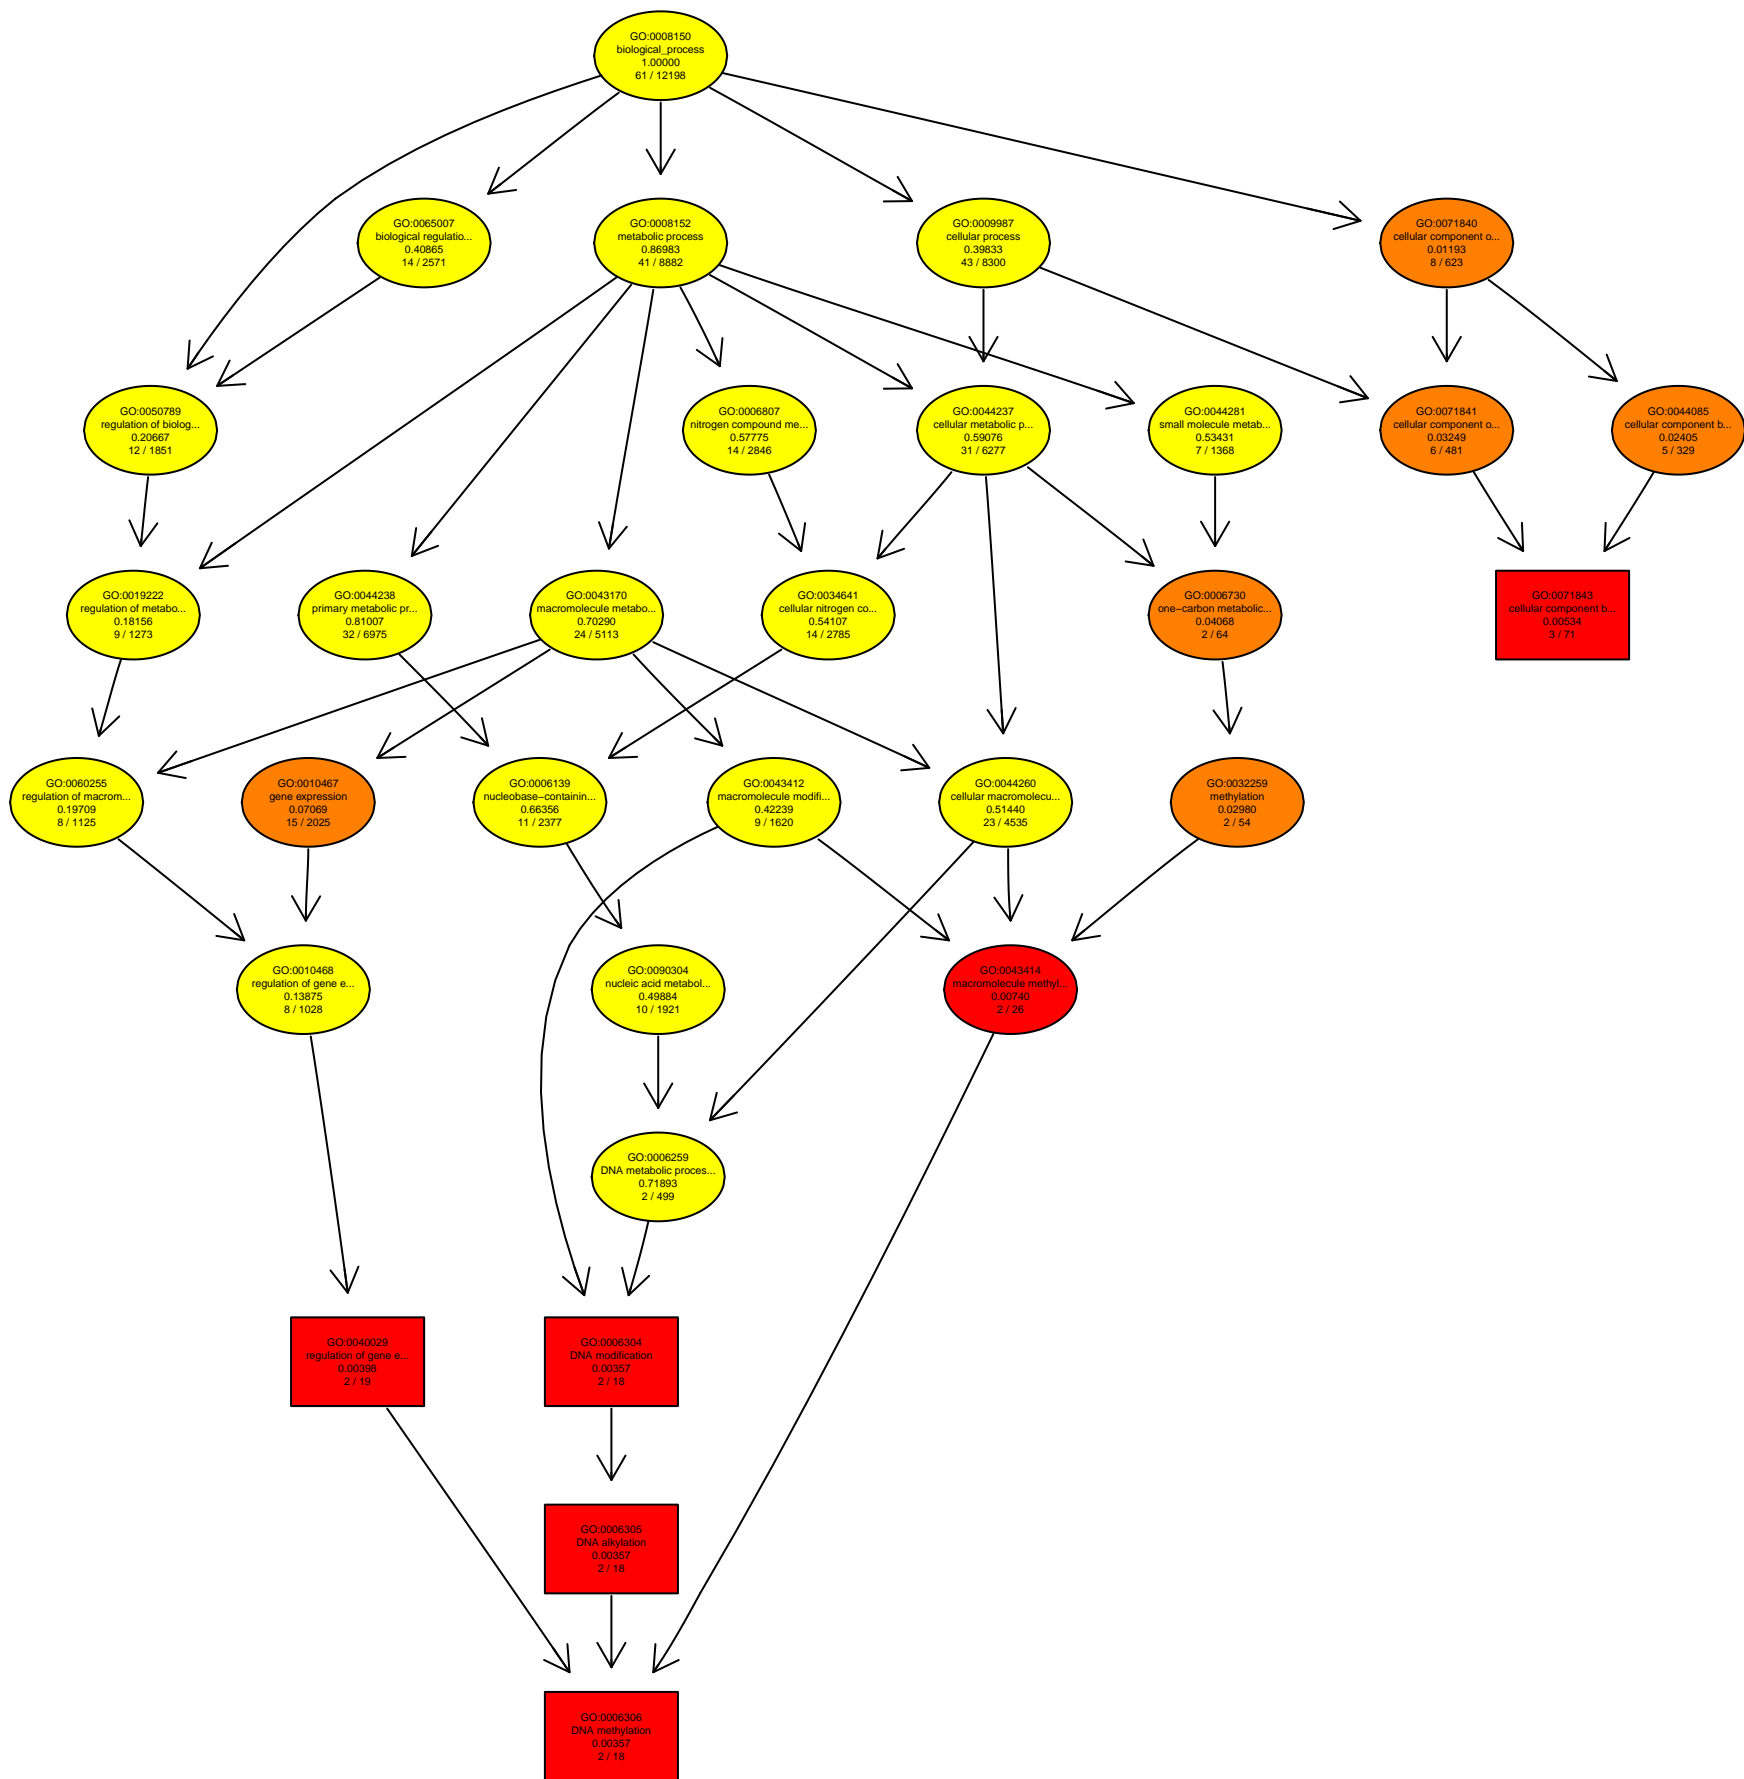 GO:0008150
biological_process
1.00000
61 / 12198
GO:0065007
biological regulatio...
0.40865
14 / 2571
GO:0008152
metabolic process
0.86983
41 / 8882
GO:0009987
cellular process
0.39833
43 / 8300
GO:0071840
cellular component o...
0.01193
8 / 623
GO:0050789
regulation of biolog...
0.20667
12 / 1851
GO:0006807
nitrogen compound me...
0.57775
14 / 2846
GO:0044237
cellular metabolic p...
0.59076
31 / 6277
GO:0044281
small molecule metab...
0.53431
7 / 1368
GO:0071841
cellular component o...
0.03249
6 / 481
GO:0044085
cellular component b...
0.02405
5 / 329
GO:0019222
regulation of metabo...
0.18156
9 / 1273
GO:0044238
primary metabolic pr...
0.81007
32 / 6975
GO:0043170
macromolecule metabo...
0.70290
24 / 5113
GO:0034641
cellular nitrogen co...
0.54107
14 / 2785
GO:0006730
one−carbon metabolic...
0.04068
2 / 64
GO:0071843
cellular component b...
0.00534
3 / 71
GO:0060255
regulation of macrom...
0.19709
8 / 1125
GO:0010467
gene expression
0.07069
15 / 2025
GO:0006139
nucleobase−containin...
0.66356
11 / 2377
GO:0043412
macromolecule modifi...
0.42239
9 / 1620
GO:0044260
cellular macromolecu...
0.51440
23 / 4535
GO:0032259
methylation
0.02980
2 / 54
GO:0010468
regulation of gene e...
0.13875
8 / 1028
GO:0090304
nucleic acid metabol...
0.49884
10 / 1921
GO:0043414
macromolecule methyl...
0.00740
2 / 26
GO:0006259
DNA metabolic proces...
0.71893
2 / 499
GO:0040029
regulation of gene e...
0.00398
2 / 19
GO:0006304
DNA modification
0.00357
2 / 18
GO:0006305
DNA alkylation
0.00357
2 / 18
GO:0006306
DNA methylation
0.00357
2 / 18